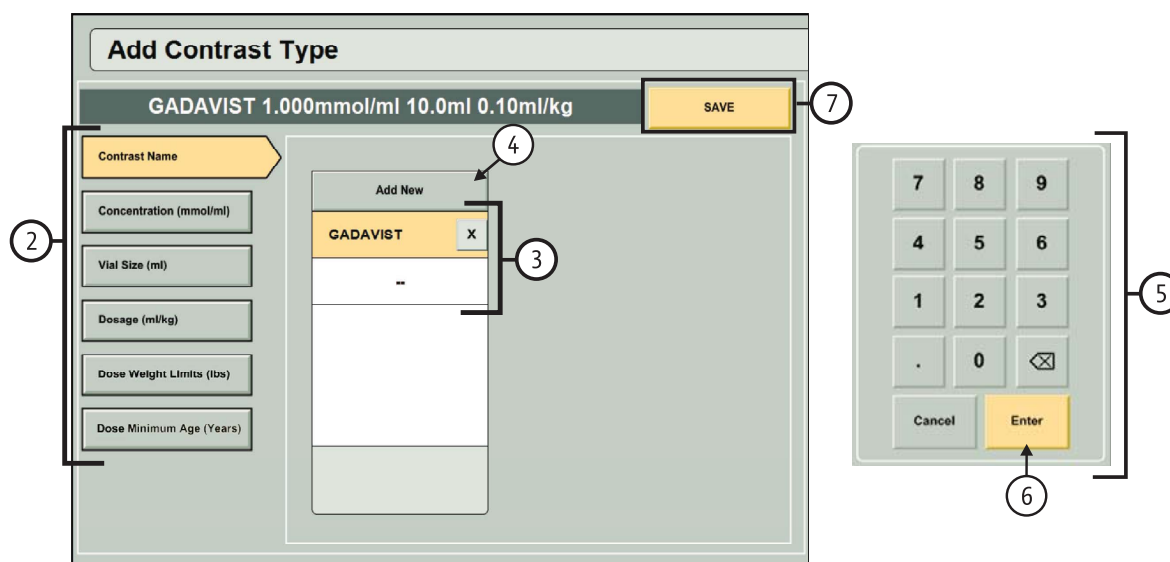 Add Contrast Type
GADAVIST 1.000mmol/ml 10.0ml 0.10ml/kg
SAVE
7
2
Contrast Name
Concentration (mmol/ml)
Vial Size (ml)
Dosage (ml/kg)
Dose Weight Limits (lbs)
Dose Minimum Age (Years)
4
Add New
GADAVIST X
--
3
7 8 9
4 5 6
1 2 3
. 0
Cancel Enter
5
6